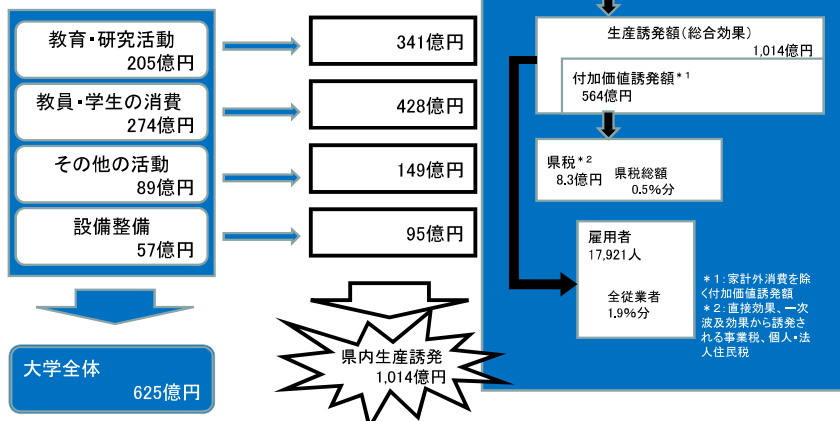 教育・研究活動
205億円
341億円
教員・学生の消費
274億円
428億円
その他の活動
89億円
149億円
設備整備
57億円
95億円
大学全体
625億円
県内生産誘発
1,014億円
生産誘発額(総合効果)
1,014億円
付加価値誘発額*1
564億円
県税*2
8.3億円 県税総額
0.5%分
雇用者
17,921人
全従業者
1.9%分
*1:家計外消費を除
く付加価値誘発額
*2:直接効果、一次
波及効果から誘発さ
れる事業税、個人・法
人住民税